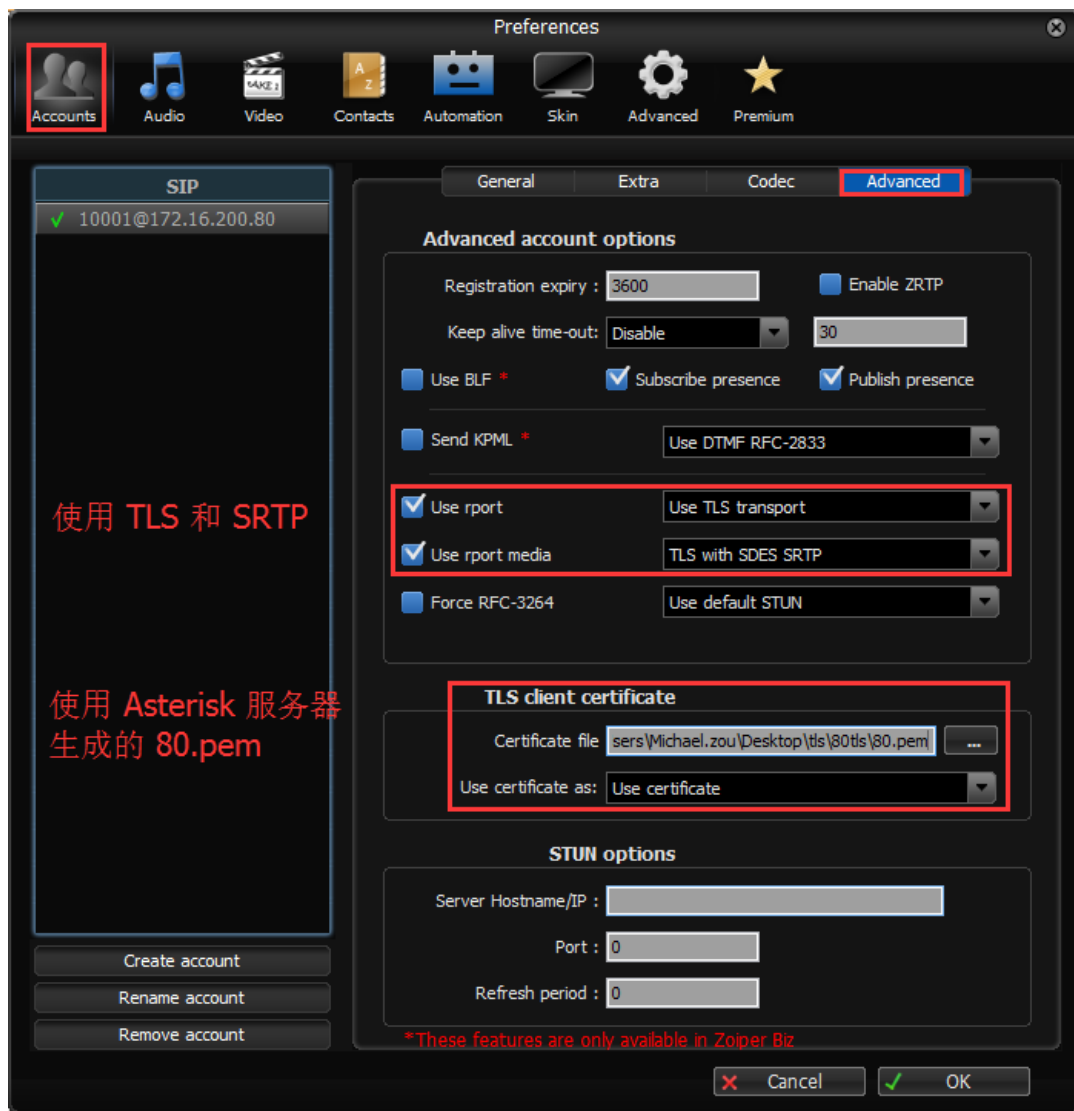 Preferences
Accounts Audio Video Contacts Automation Skin Advanced Premium
SIP
10001@172.16.200.80
General Extra Codec Advanced
Advanced account options
Registration expiry : 3600 Enable ZRTP
Keep alive time-out: Disable 30
Use BLF * Subscribe presence Publish presence
Send KPML * Use DTMF RFC-2833
Use rport Use TLS transport
使用 TLS 和 SRTP
Use rport media TLS with SDES SRTP
Force RFC-3264 Use default STUN
使用 Asterisk 服务器
生成的 80.pem
TLS client certificate
Certificate file sers\Michael.zou\Desktop\tls\80tls\80.pem ...
Use certificate as: Use certificate
STUN options
Server Hostname/IP :
Port : 0
Refresh period : 0
*These features are only available in Zoiper Biz
Create account
Rename account
Remove account
Cancel OK